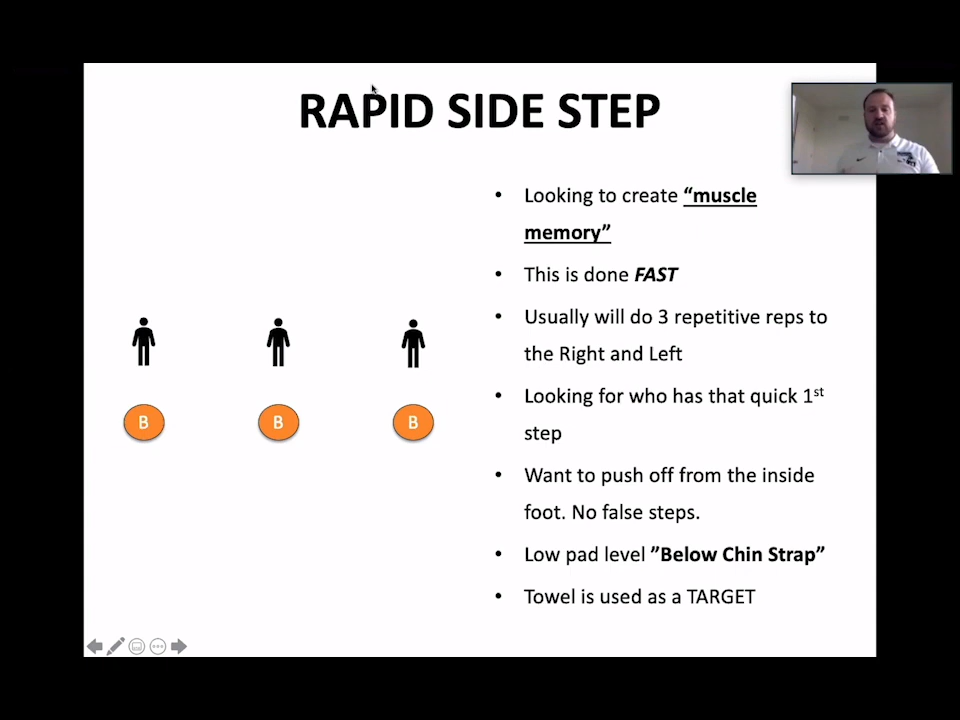 RAPID SIDE STEP
• Looking to create “muscle
memory”
• This is done FAST
• Usually will do 3 repetitive reps to
the Right and Left
• Looking for who has that quick 1st
step
• Want to push off from the inside
foot. No false steps.
• Low pad level ”Below Chin Strap”
• Towel is used as a TARGET
B B B